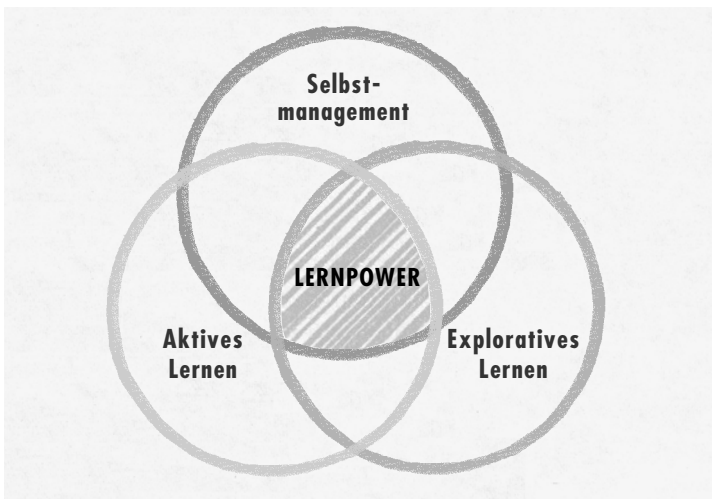 Selbst-
management
LERNPOWER
Aktives
Lernen
Exploratives
Lernen